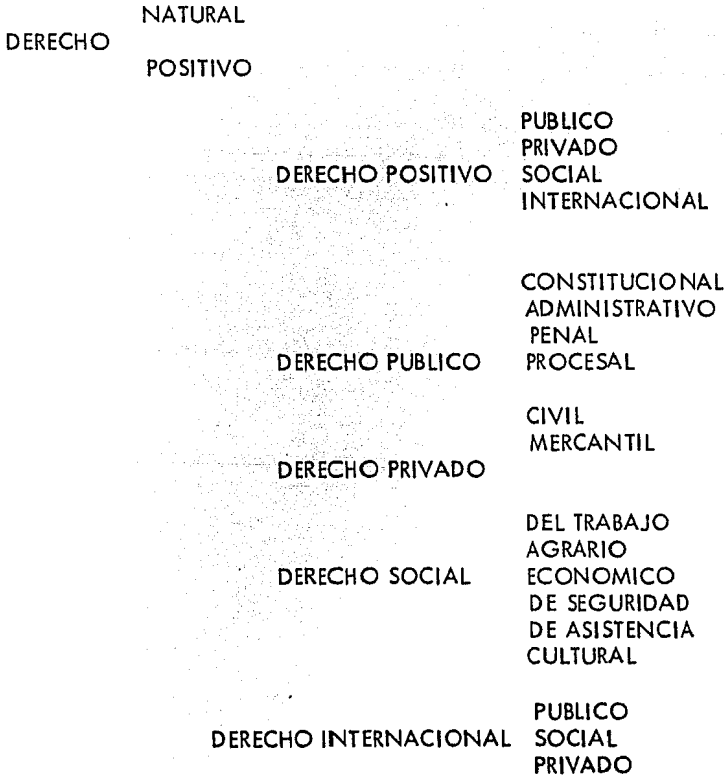 NATURAL
DERECHO
POSITIVO
PUBLICO
PRIVADO
DERECHO POSITIVO SOCIAL
INTERNACIONAL
CONSTITUCIONAL
ADMINISTRATIVO
PENAL
DERECHO PUBLICO PROCESAL
CIVIL
MERCANTIL
DERECHO PRIVADO
DEL TRABAJO
AGRARIO
DERECHO SOCIAL ECONOMICO
DE SEGURIDAD
DE ASISTENCIA
CULTURAL
PUBLICO
DERECHO INTERNACIONAL SOCIAL
PRIVADO